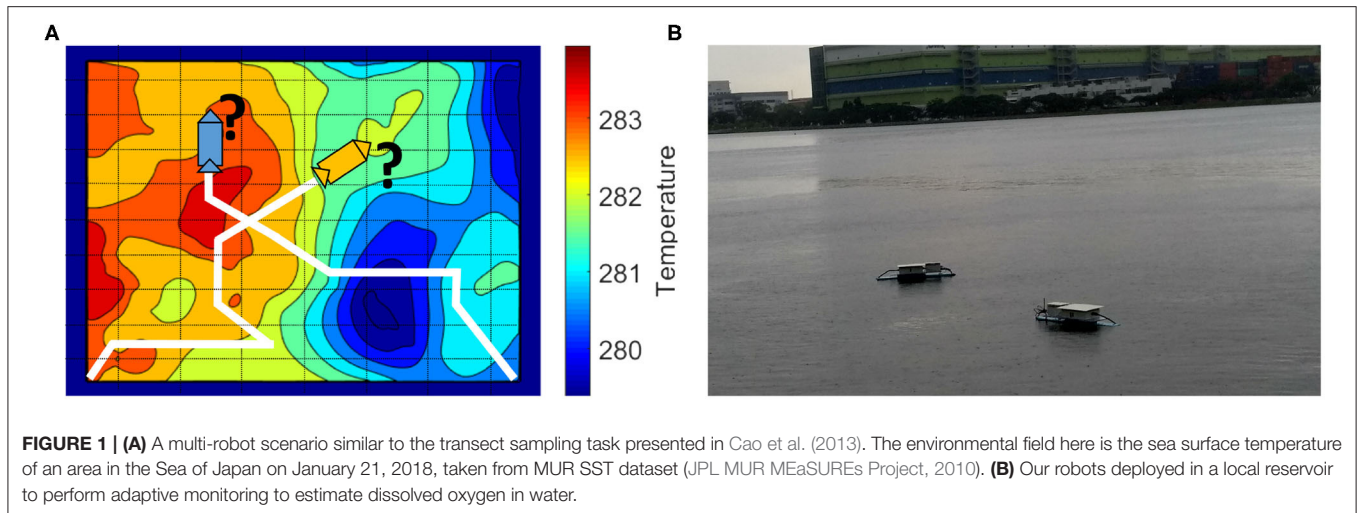 A
B
?
?
283
282
281
280
Temperature
FIGURE 1 | (A) A multi-robot scenario similar to the transect sampling task presented in Cao et al. (2013). The environmental field here is the sea surface temperature
of an area in the Sea of Japan on January 21, 2018, taken from MUR SST dataset (JPL MUR MEaSUREs Project, 2010). (B) Our robots deployed in a local reservoir
to perform adaptive monitoring to estimate dissolved oxygen in water.